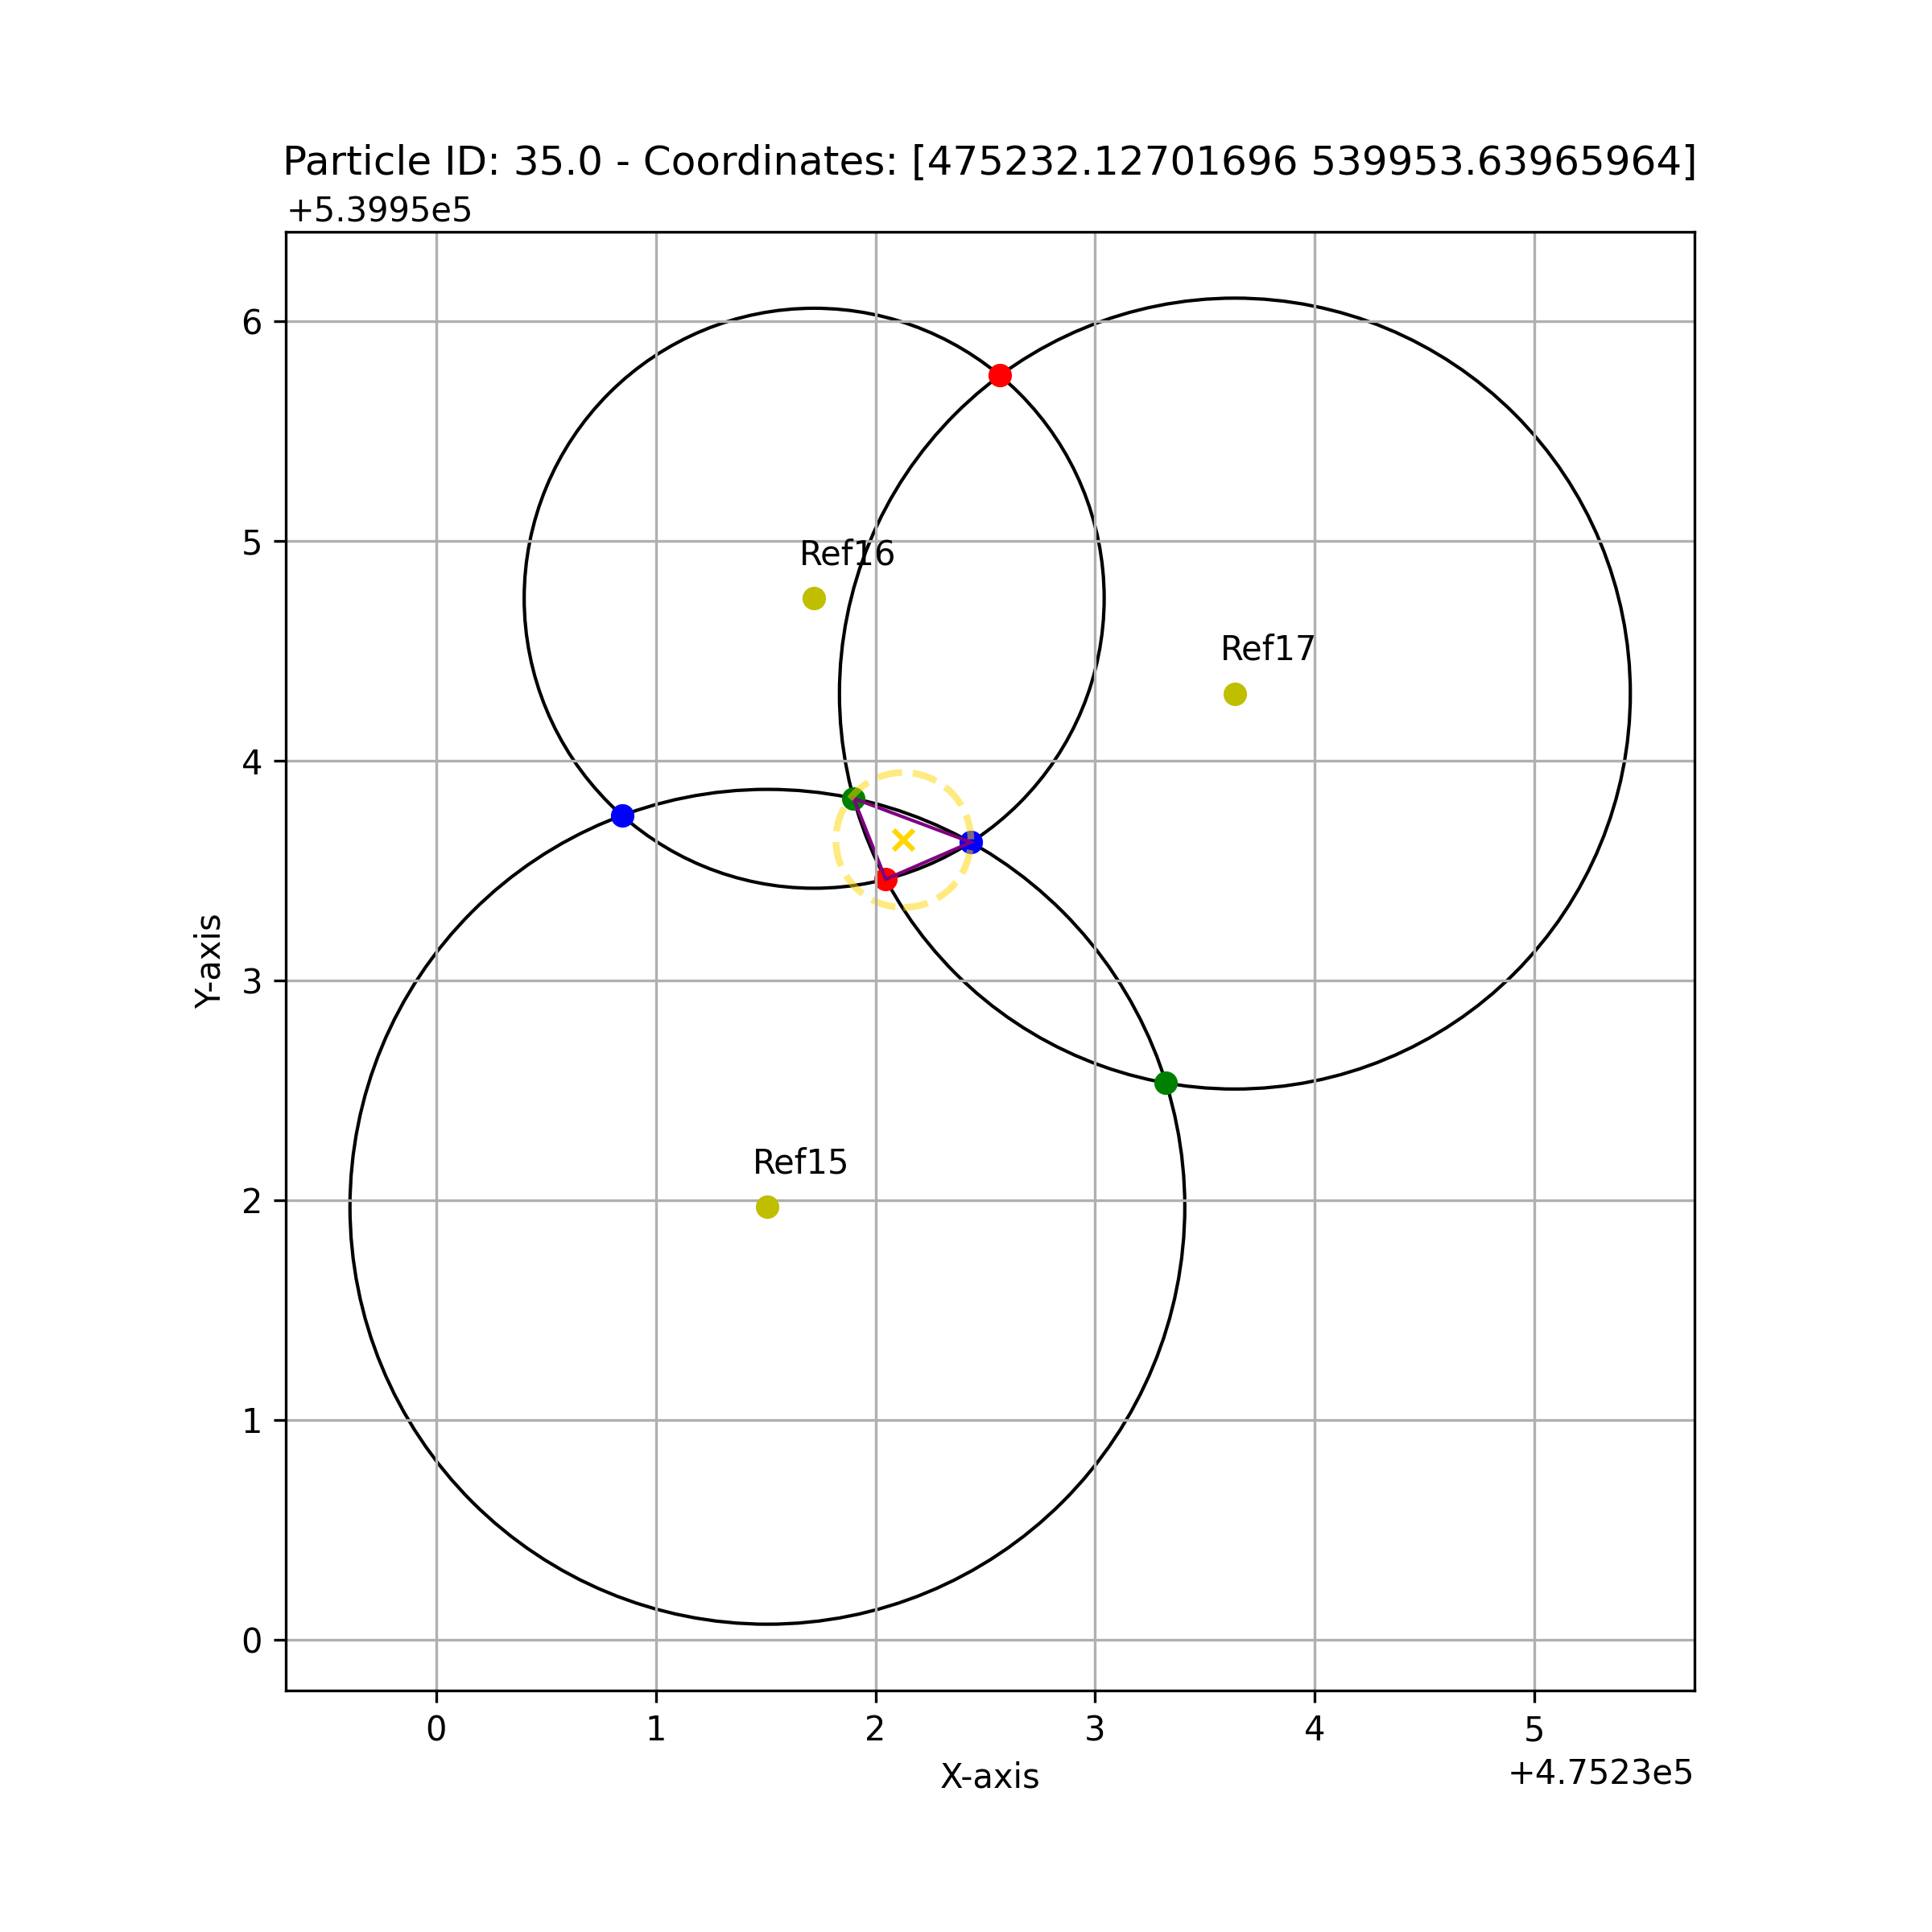 Particle ID: 35.0 - Coordinates: [475232.12701696 539953.63965964]
+5.3995e5
6
5
4
3
2
1
0
Y-axis
Ref16
Ref17
Ref15
0 1 2 3 4 5
X-axis
+4.7523e5